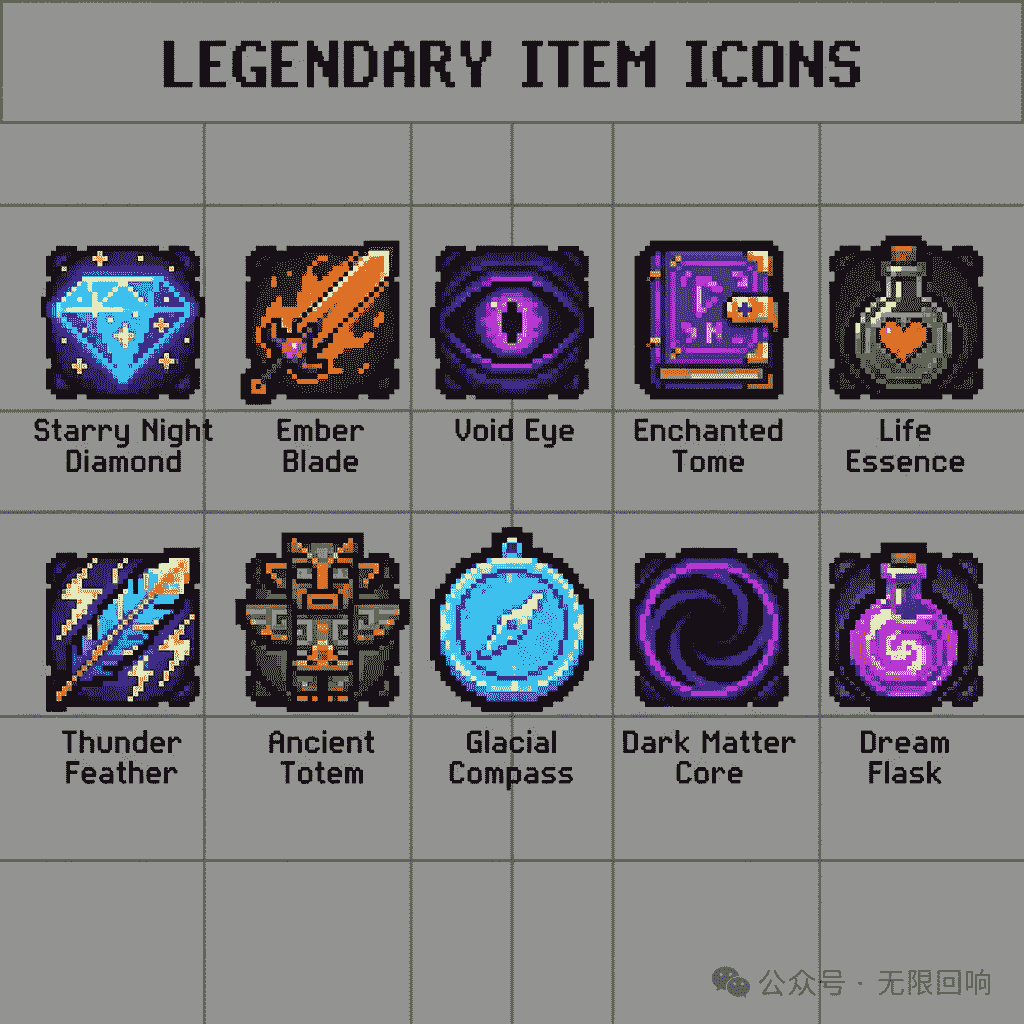 LEGENDARY ITEM ICONS
Starry Night
Diamond
Ember
Blade
Void Eye
Enchanted
Tome
Life
Essence
Thunder
Feather
Ancient
Totem
Glacial
Compass
Dark Matter
Core
Dream
Flask
公众号 · 无限回响